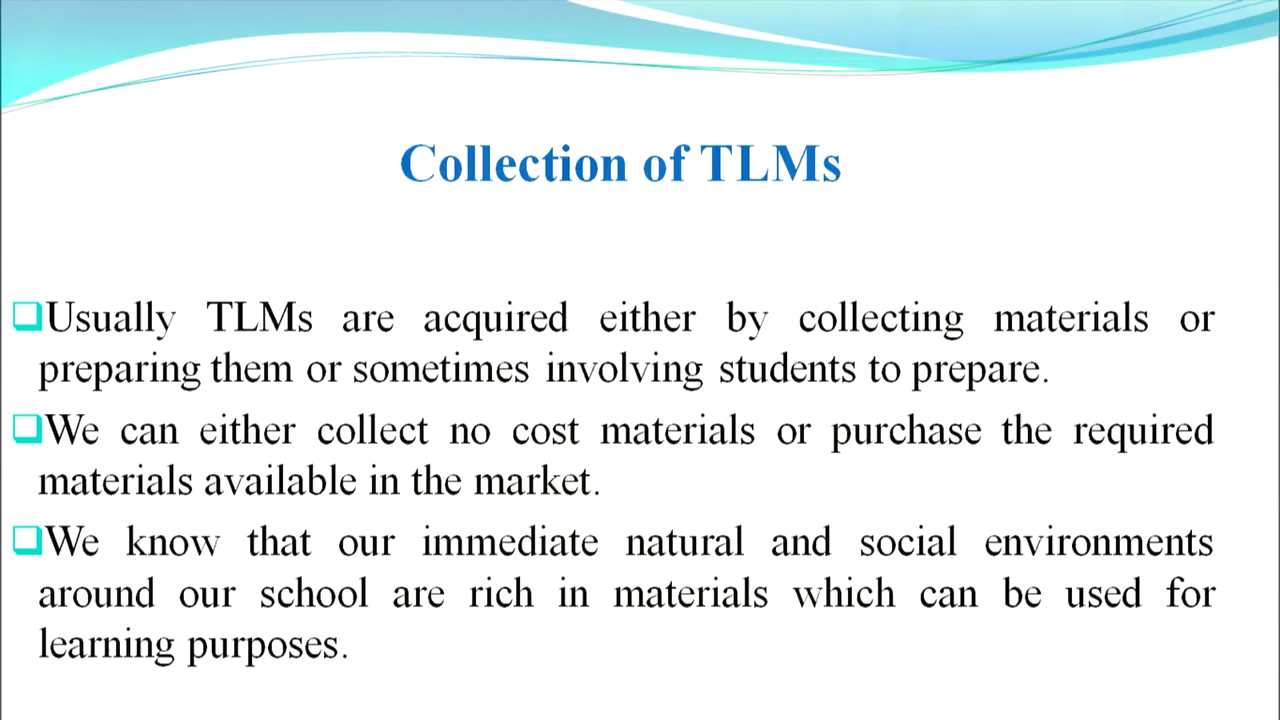 Collection of TLMs
Usually TLMs are acquired either by collecting materials or
preparing them or sometimes involving students to prepare.
We can either collect no cost materials or purchase the required
materials available in the market.
We know that our immediate natural and social environments
around our school are rich in materials which can be used for
learning purposes.